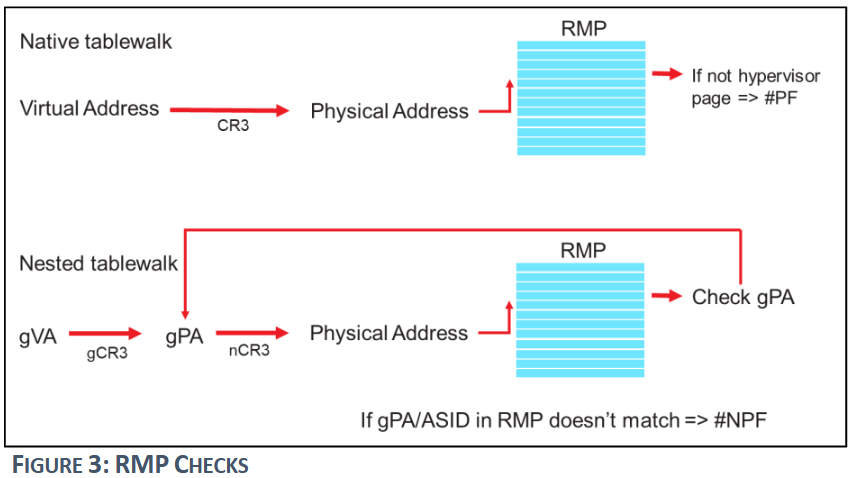 Native tablewalk
RMP
Virtual Address
CR3
Physical Address
If not hypervisor
page => #PF
Nested tablewalk
RMP
gVA
gCR3
gPA
nCR3
Physical Address
Check gPA
If gPA/ASID in RMP doesn't match => #NPF
FIGURE 3: RMP CHECKS